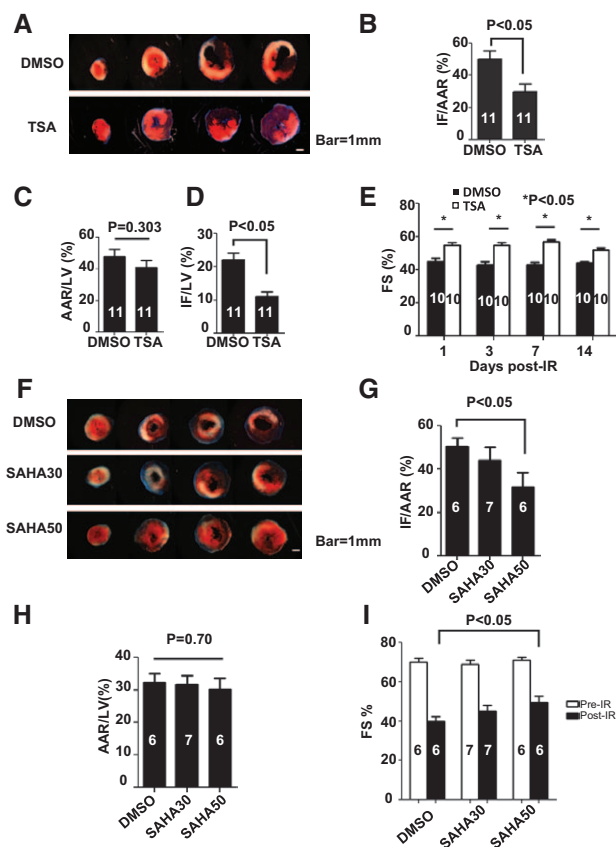 A
DMSO
TSA
Bar=1mm
B
P<0.05
IF/AAR (%)
60
40
20
0
11
11
DMSO TSA
C
P=0.303
AAR/LV(%)
60
40
20
0
11
11
DMSO TSA
D
P<0.05
IF/LV (%)
30
20
10
0
11
11
DMSO TSA
E
DMSO
TSA
*P<0.05
FS (%)
80
60
40
20
0
* * * *
10 10 10 10 10 10 10 10
1 3 7 14
Days post-IR
F
DMSO
SAHA30
SAHA50
Bar=1mm
G
P<0.05
IF/AAR (%)
60
40
20
0
6 7 6
DMSO SAHA30 SAHA50
H
P=0.70
AAR/LV(%)
40
30
20
10
0
6 7 6
DMSO SAHA30 SAHA50
I
P<0.05
FS %
80
60
40
20
0
6 6 7 7 6 6
Pre-IR
Post-IR
DMSO SAHA30 SAHA50